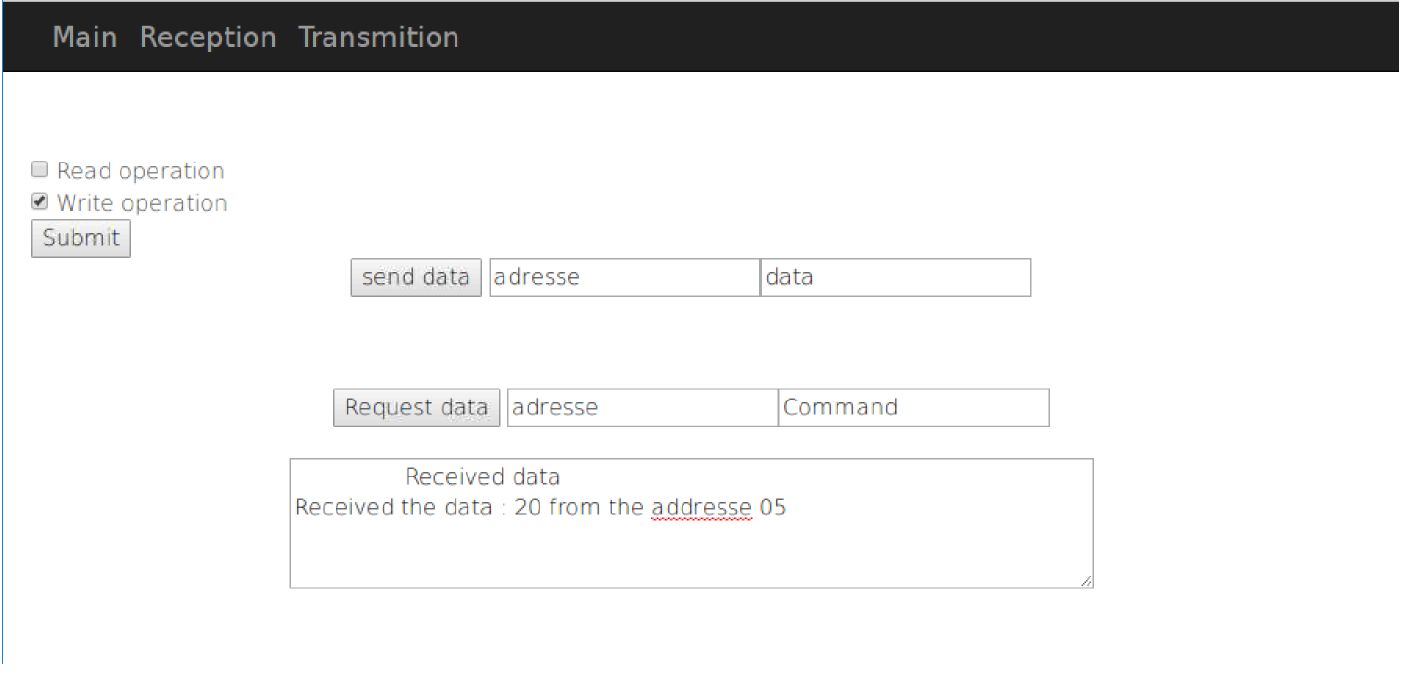 Main Reception Transmition
Read operation
Write operation
Submit
send data adresse data
Request data adresse Command
Received data
Received the data : 20 from the addresse 05